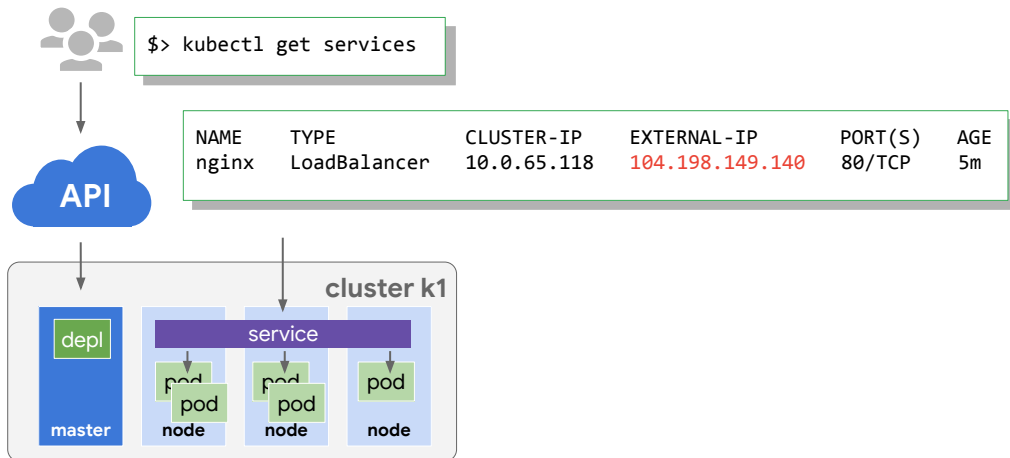 $> kubectl get services
NAME TYPE CLUSTER-IP EXTERNAL-IP PORT(S) AGE
nginx LoadBalancer 10.0.65.118 104.198.149.140 80/TCP 5m
API
cluster k1
depl
service
pod
pod
pod
pod
pod
master
node
node
node